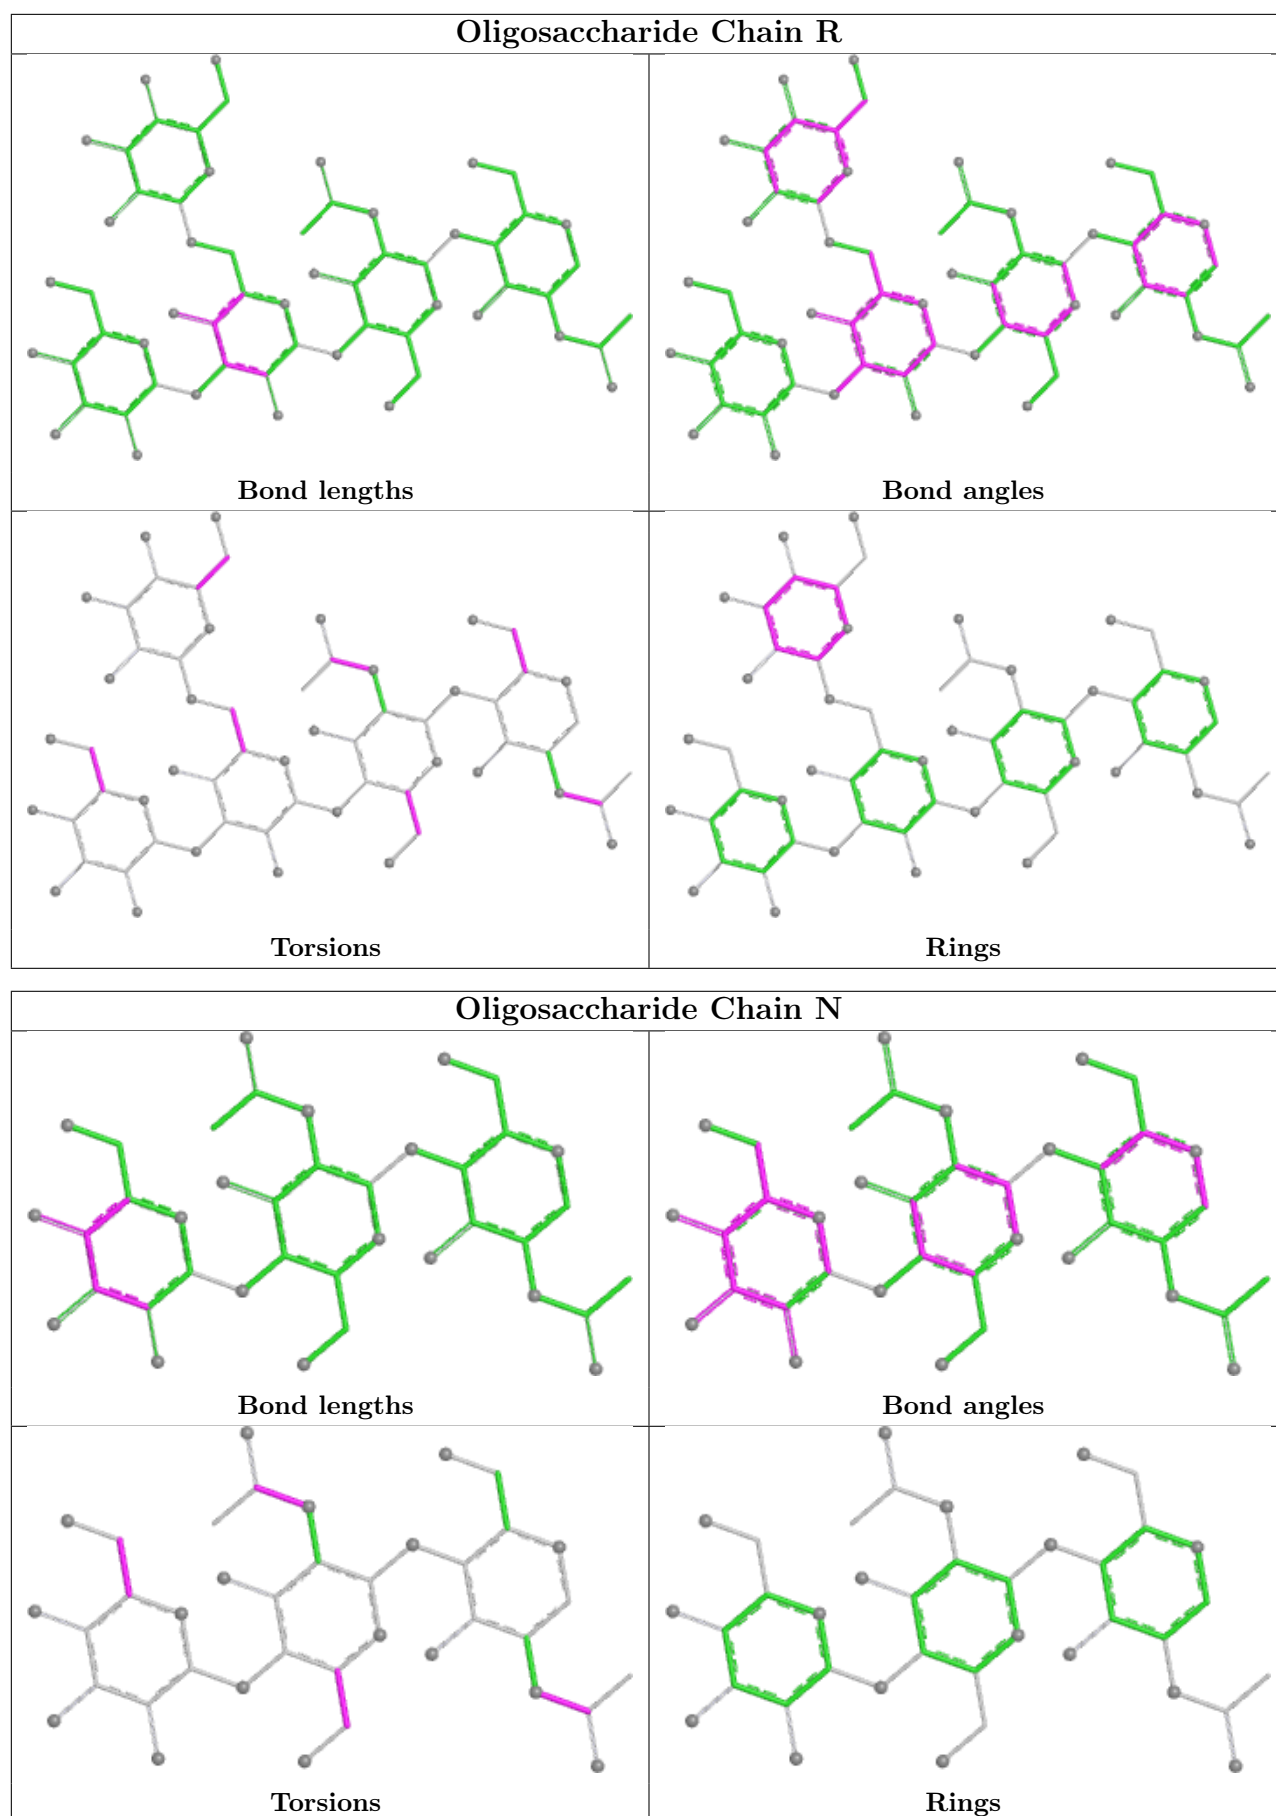 Oligosaccharide Chain R
Bond lengths
Bond angles
Torsions
Rings
Oligosaccharide Chain N
Bond lengths
Bond angles
Torsions
Rings